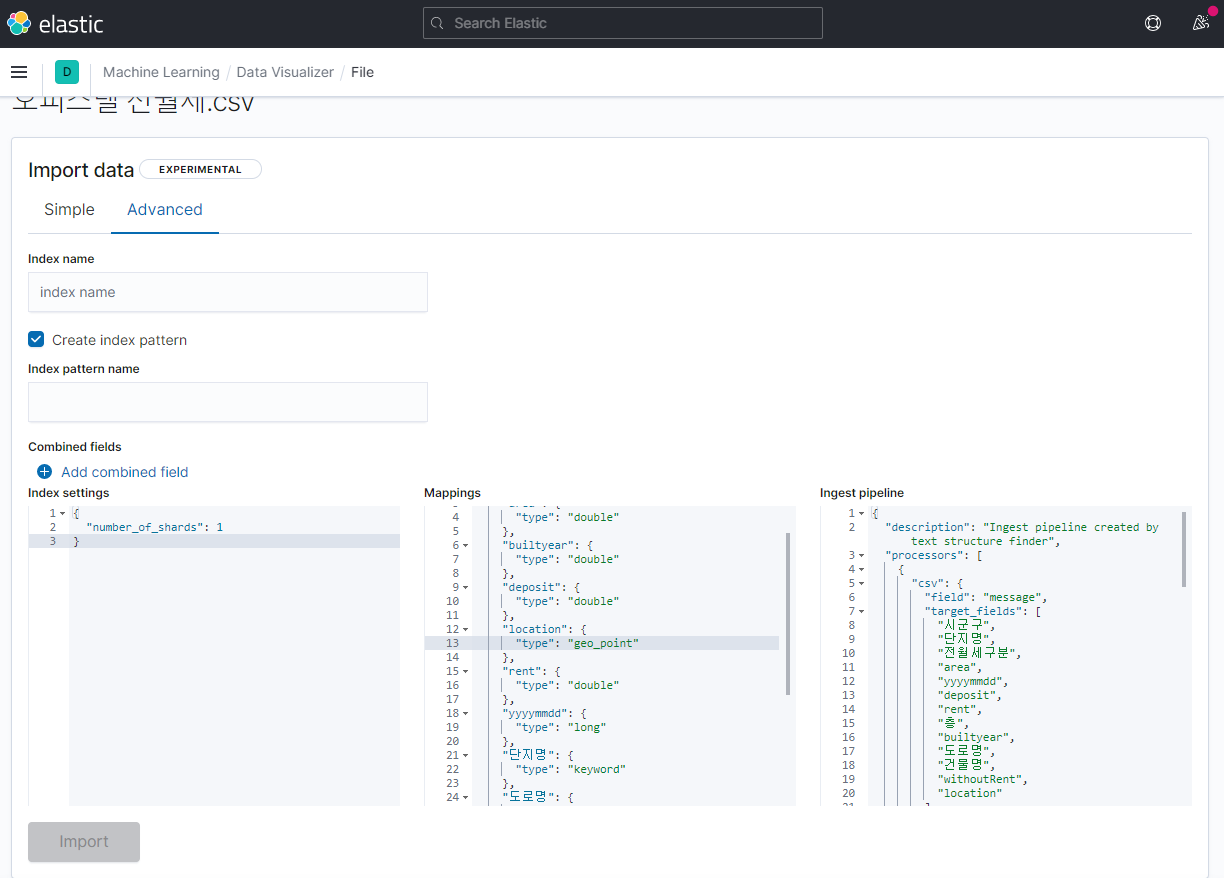 elastic
Search Elastic
D
Machine Learning / Data Visualizer / File
오피스텔 전월세.csv
Import data EXPERIMENTAL
Simple Advanced
Index name
index name
Create index pattern
Index pattern name
Combined fields
Add combined field
Index settings
1 {
2 "number_of_shards": 1
3 }
Mappings
4 "type": "double"
5 },
6 "builtyear": {
7 "type": "double"
8 },
9 "deposit": {
10 "type": "double"
11 },
12 "location": {
13 "type": "geo_point"
14 },
15 "rent": {
16 "type": "double"
17 },
18 "yyyymmdd": {
19 "type": "long"
20 },
21 "단지명": {
22 "type": "keyword"
23 },
24 "도로명": {
Ingest pipeline
1 {
2 "description": "Ingest pipeline created by
text structure finder",
3 "processors": [
4 {
5 "csv": {
6 "field": "message",
7 "target_fields": [
8 "시군구",
9 "단지명",
10 "전월세구분",
11 "area",
12 "yyyymmdd",
13 "deposit",
14 "rent",
15 "층",
16 "builtyear",
17 "도로명",
18 "건물명",
19 "withoutRent",
20 "location"
Import